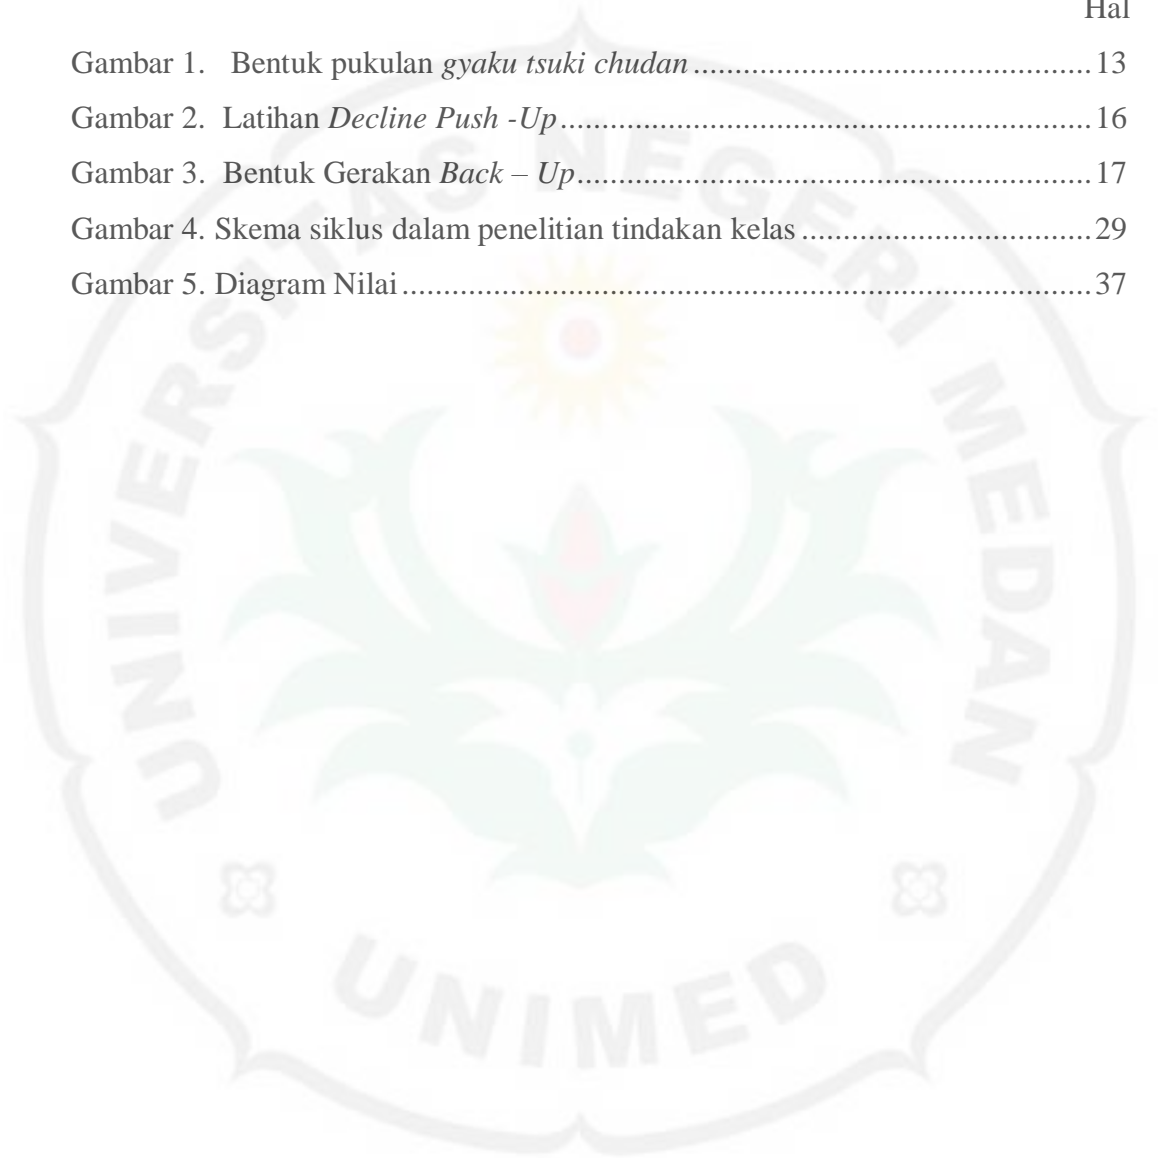 Hal
Gambar 1. Bentuk pukulan gyaku tsuki chudan ................................................ 13
Gambar 2. Latihan Decline Push -Up ................................................................ 16
Gambar 3. Bentuk Gerakan Back – Up .............................................................. 17
Gambar 4. Skema siklus dalam penelitian tindakan kelas ................................... 29
Gambar 5. Diagram Nilai ................................................................................... 37
UNIVERSITAS NEGERI MEDAN
UNIMED